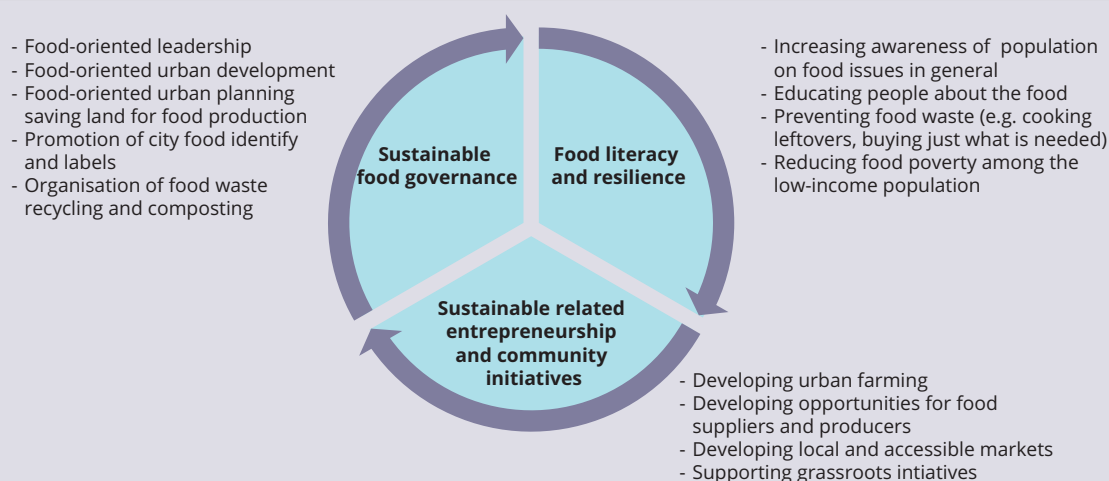 - Food-oriented leadership
- Food-oriented urban development
- Food-oriented urban planning
saving land for food production
- Promotion of city food identify
and labels
- Organisation of food waste
recycling and composting
Sustainable
food governance
Food literacy
and resilience
- Increasing awareness of population
on food issues in general
- Educating people about the food
- Preventing food waste (e.g. cooking
leftovers, buying just what is needed)
- Reducing food poverty among the
low-income population
Sustainable related
entrepreneurship
and community
initiatives
- Developing urban farming
- Developing opportunities for food
suppliers and producers
- Developing local and accessible markets
- Supporting grassroots intiatives